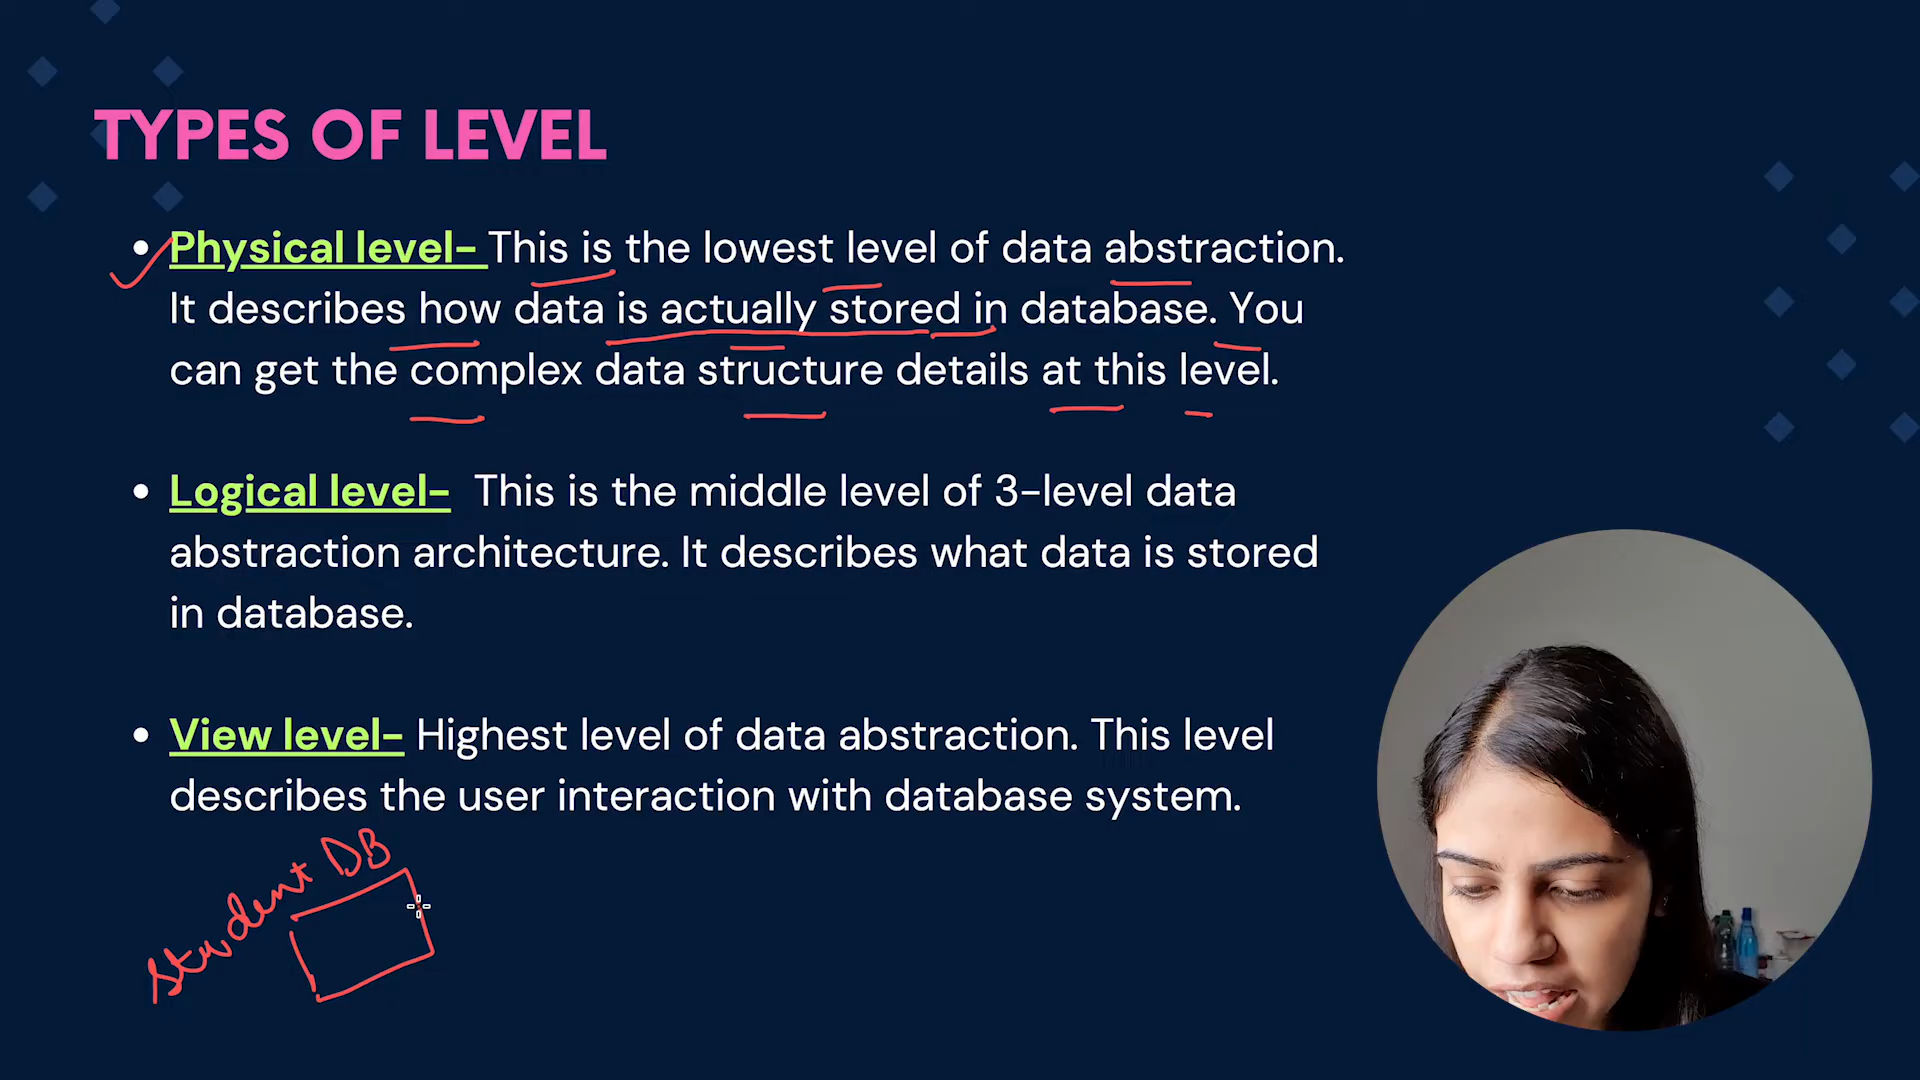 TYPES OF LEVEL
• Physical level- This is the lowest level of data abstraction.
It describes how data is actually stored in database. You
can get the complex data structure details at this level.
• Logical level- This is the middle level of 3-level data
abstraction architecture. It describes what data is stored
in database.
• View level- Highest level of data abstraction. This level
describes the user interaction with database system.
Student DB